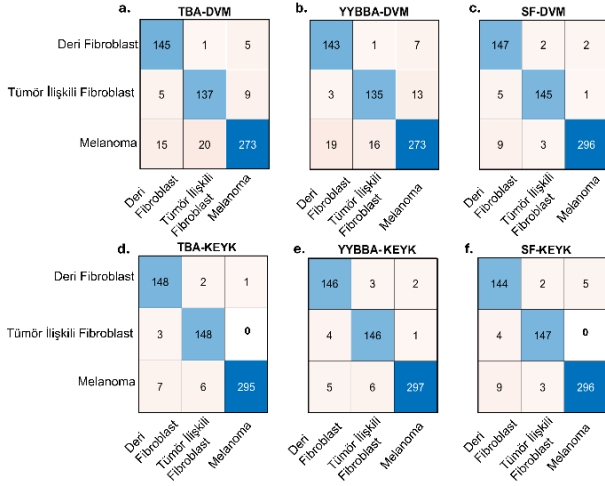 a. TBA-DVM
Deri Fibroblast 145 1 5
Tümör İlişkili Fibroblast 5 137 9
Melanoma 15 20 273
Deri Fibroblast
Tümör İlişkili Fibroblast
Melanoma
b. YYBBA-DVM
143 1 7
3 135 13
19 16 273
Deri Fibroblast
Tümör İlişkili Fibroblast
Melanoma
c. SF-DVM
147 2 2
5 145 1
9 3 296
Deri Fibroblast
Tümör İlişkili Fibroblast
Melanoma
d. TBA-KEYK
Deri Fibroblast 148 2 1
Tümör İlişkili Fibroblast 3 148 0
Melanoma 7 6 295
Deri Fibroblast
Tümör İlişkili Fibroblast
Melanoma
e. YYBBA-KEYK
146 3 2
4 146 1
5 6 297
Deri Fibroblast
Tümör İlişkili Fibroblast
Melanoma
f. SF-KEYK
144 2 5
4 147 0
9 3 296
Deri Fibroblast
Tümör İlişkili Fibroblast
Melanoma